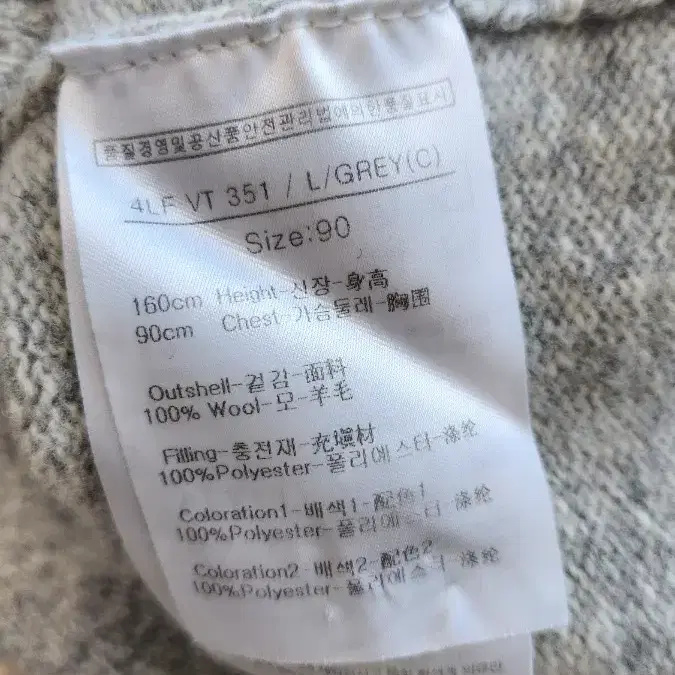 품질경영및공산품안전관리법에의한품질표시
4LF VT 351 / L/GREY(C)
Size:90
160cm Height-신장-身高
90cm Chest-가슴둘레-胸围
Outshell-겉감-面料
100% Wool-모-羊毛
Filling-충전재-充填材
100%Polyester-폴리에스터-涤纶
Coloration1-배색1-配色1
100%Polyester-폴리에스터-涤纶
Coloration2-배색2-配色2
100%Polyester-폴리에스터-涤纶